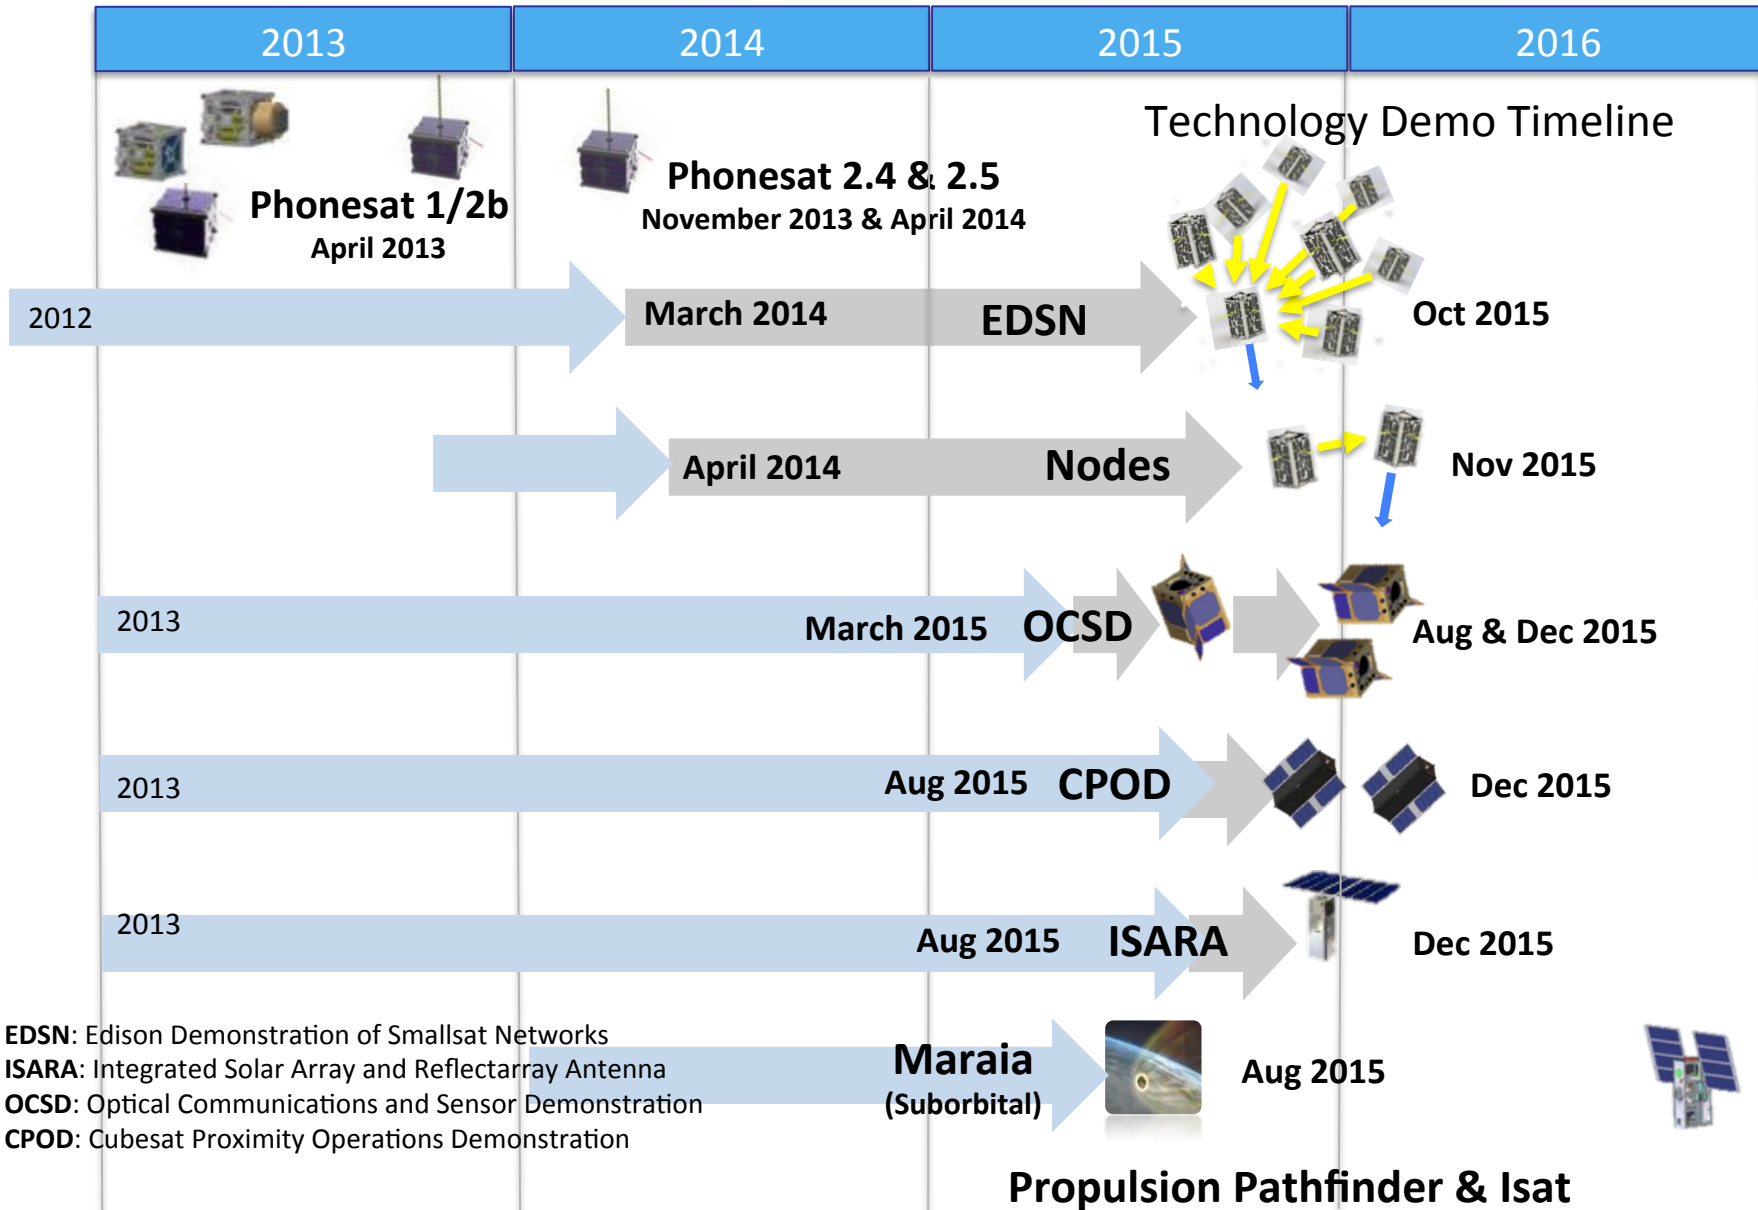 2013 2014 2015 2016
Technology Demo Timeline
Phonesat 1/2b
April 2013
Phonesat 2.4 & 2.5
November 2013 & April 2014
2012 March 2014 EDSN Oct 2015
April 2014 Nodes Nov 2015
2013 March 2015 OCSD Aug & Dec 2015
2013 Aug 2015 CPOD Dec 2015
2013 Aug 2015 ISARA Dec 2015
Maraia Aug 2015
(Suborbital)
EDSN: Edison Demonstration of Smallsat Networks
ISARA: Integrated Solar Array and Reflectarray Antenna
OCSD: Optical Communications and Sensor Demonstration
CPOD: Cubesat Proximity Operations Demonstration
Propulsion Pathfinder & Isat